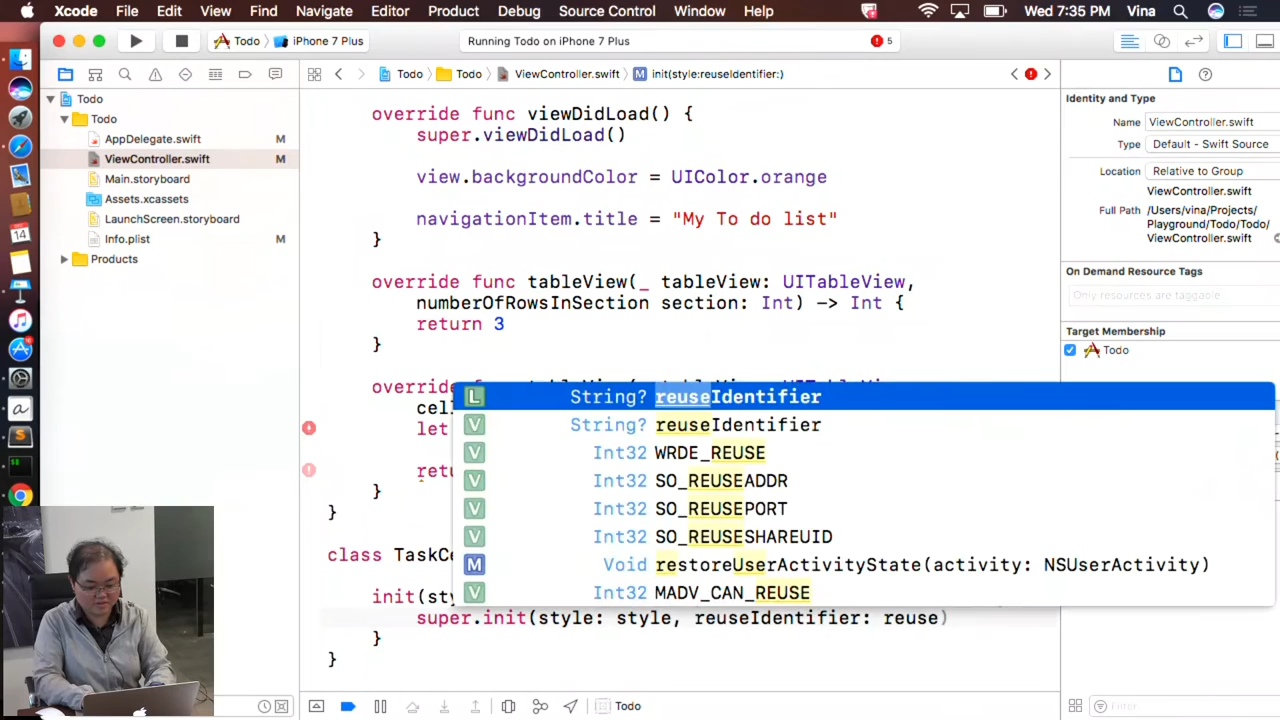 Xcode File Edit View Find Navigate Editor Product Debug Source Control Window Help Wed 7:35 PM Vina
Todo iPhone 7 Plus Running Todo on iPhone 7 Plus 5
Todo Todo ViewController.swift M init(style:reuseIdentifier:)
Todo
Todo
AppDelegate.swift M
ViewController.swift M
Main.storyboard
Assets.xcassets
LaunchScreen.storyboard
Info.plist M
Products
override func viewDidLoad() {
super.viewDidLoad()
view.backgroundColor = UIColor.orange
navigationItem.title = "My To do list"
}
override func tableView(_ tableView: UITableView,
numberOfRowsInSection section: Int) -> Int {
return 3
}
override
cel
let
retu
}
}
class TaskCe
init(sty
super.init(style: style, reuseIdentifier: reuse)
}
}
L String? reuseIdentifier
V String? reuseIdentifier
V Int32 WRDE_REUSE
V Int32 SO_REUSEADDR
V Int32 SO_REUSEPORT
V Int32 SO_REUSESHAREUID
M Void restoreUserActivityState(activity: NSUserActivity)
V Int32 MADV_CAN_REUSE
Identity and Type
Name ViewController.swift
Type Default - Swift Source
Location Relative to Group
ViewController.swift
Full Path /Users/vina/Projects/
Playground/Todo/Todo/
ViewController.swift
On Demand Resource Tags
Only resources are taggable
Target Membership
Todo
Todo
Filter